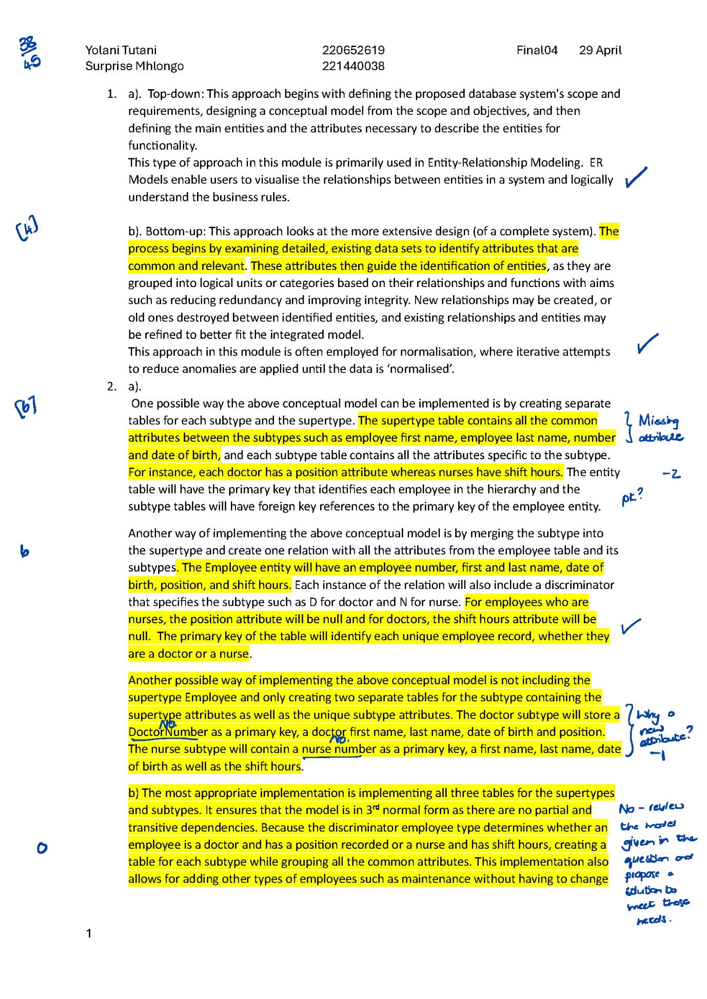 38
45
Yolani Tutani 220652619 Final04 29 April
Surprise Mhlongo 221440038
1. a). Top-down: This approach begins with defining the proposed database system's scope and
requirements, designing a conceptual model from the scope and objectives, and then
defining the main entities and the attributes necessary to describe the entities for
functionality.
This type of approach in this module is primarily used in Entity-Relationship Modeling. ER
Models enable users to visualise the relationships between entities in a system and logically
understand the business rules.
[4]
b). Bottom-up: This approach looks at the more extensive design (of a complete system). The
process begins by examining detailed, existing data sets to identify attributes that are
common and relevant. These attributes then guide the identification of entities, as they are
grouped into logical units or categories based on their relationships and functions with aims
such as reducing redundancy and improving integrity. New relationships may be created, or
old ones destroyed between identified entities, and existing relationships and entities may
be refined to better fit the integrated model.
This approach in this module is often employed for normalisation, where iterative attempts
to reduce anomalies are applied until the data is ‘normalised’.
2. a).
[6]
One possible way the above conceptual model can be implemented is by creating separate
tables for each subtype and the supertype. The supertype table contains all the common
attributes between the subtypes such as employee first name, employee last name, number
and date of birth, and each subtype table contains all the attributes specific to the subtype.
Missing
attribute
For instance, each doctor has a position attribute whereas nurses have shift hours. The entity
-2
table will have the primary key that identifies each employee in the hierarchy and the
pk?
subtype tables will have foreign key references to the primary key of the employee entity.
Another way of implementing the above conceptual model is by merging the subtype into
6
the supertype and create one relation with all the attributes from the employee table and its
subtypes. The Employee entity will have an employee number, first and last name, date of
birth, position, and shift hours. Each instance of the relation will also include a discriminator
that specifies the subtype such as D for doctor and N for nurse. For employees who are
nurses, the position attribute will be null and for doctors, the shift hours attribute will be
null. The primary key of the table will identify each unique employee record, whether they
are a doctor or a nurse.
Another possible way of implementing the above conceptual model is not including the
supertype Employee and only creating two separate tables for the subtype containing the
supertype attributes as well as the unique subtype attributes. The doctor subtype will store a
No.
DoctorNumber as a primary key, a doctor first name, last name, date of birth and position.
No.
The nurse subtype will contain a nurse number as a primary key, a first name, last name, date
of birth as well as the shift hours.
Why a
new
attribute?
-1
b) The most appropriate implementation is implementing all three tables for the supertypes
and subtypes. It ensures that the model is in 3rd normal form as there are no partial and
transitive dependencies. Because the discriminator employee type determines whether an
employee is a doctor and has a position recorded or a nurse and has shift hours, creating a
table for each subtype while grouping all the common attributes. This implementation also
allows for adding other types of employees such as maintenance without having to change
0
No - review
the model
given in the
question and
propose a
solution to
meet those
needs.
1